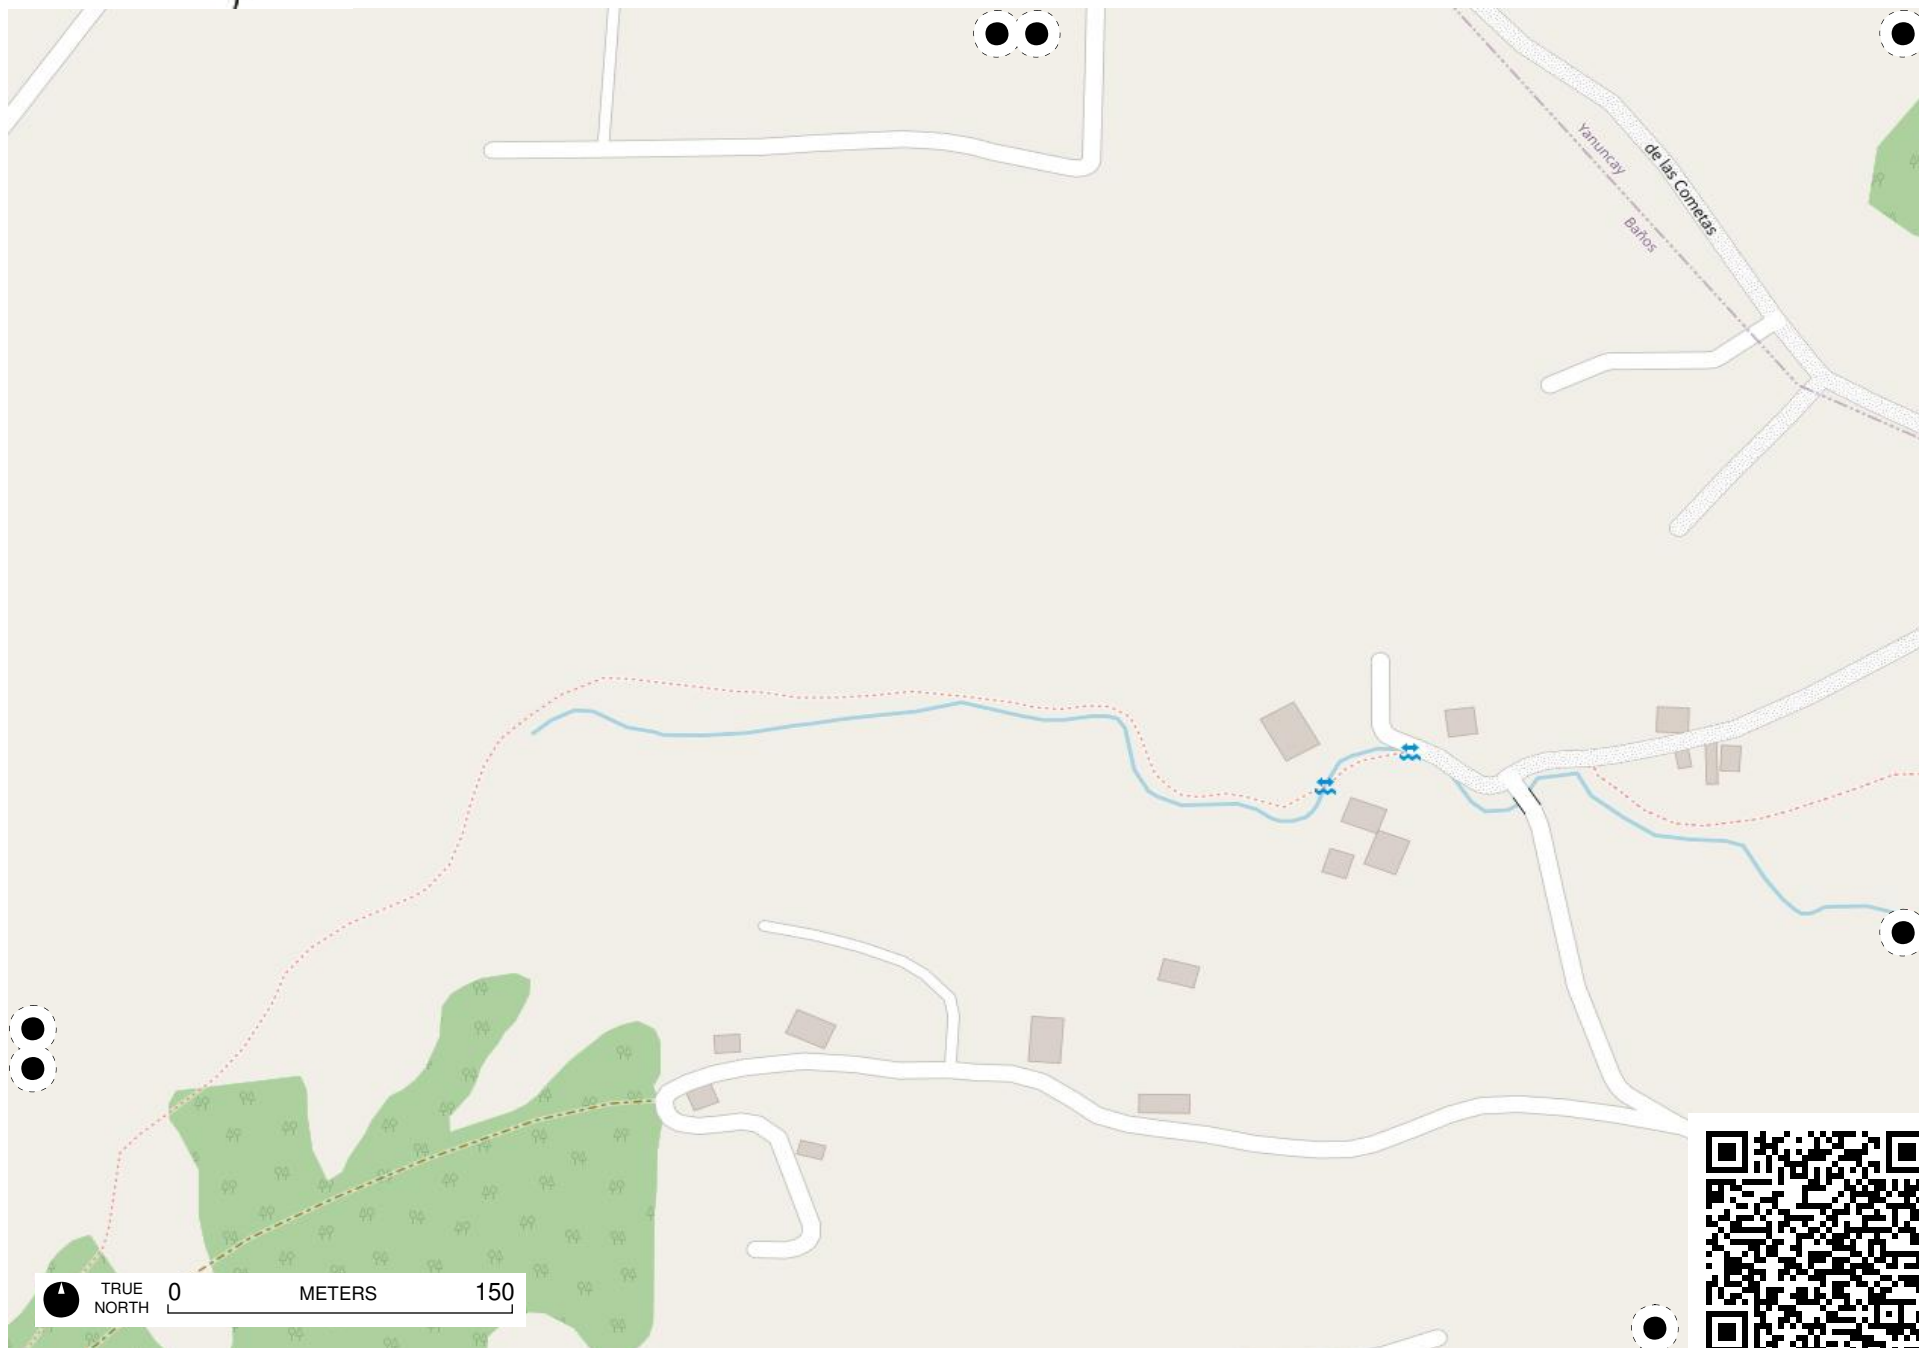 Yanuncay
de las Cometas
Baños
TRUE
NORTH
0 METERS 150